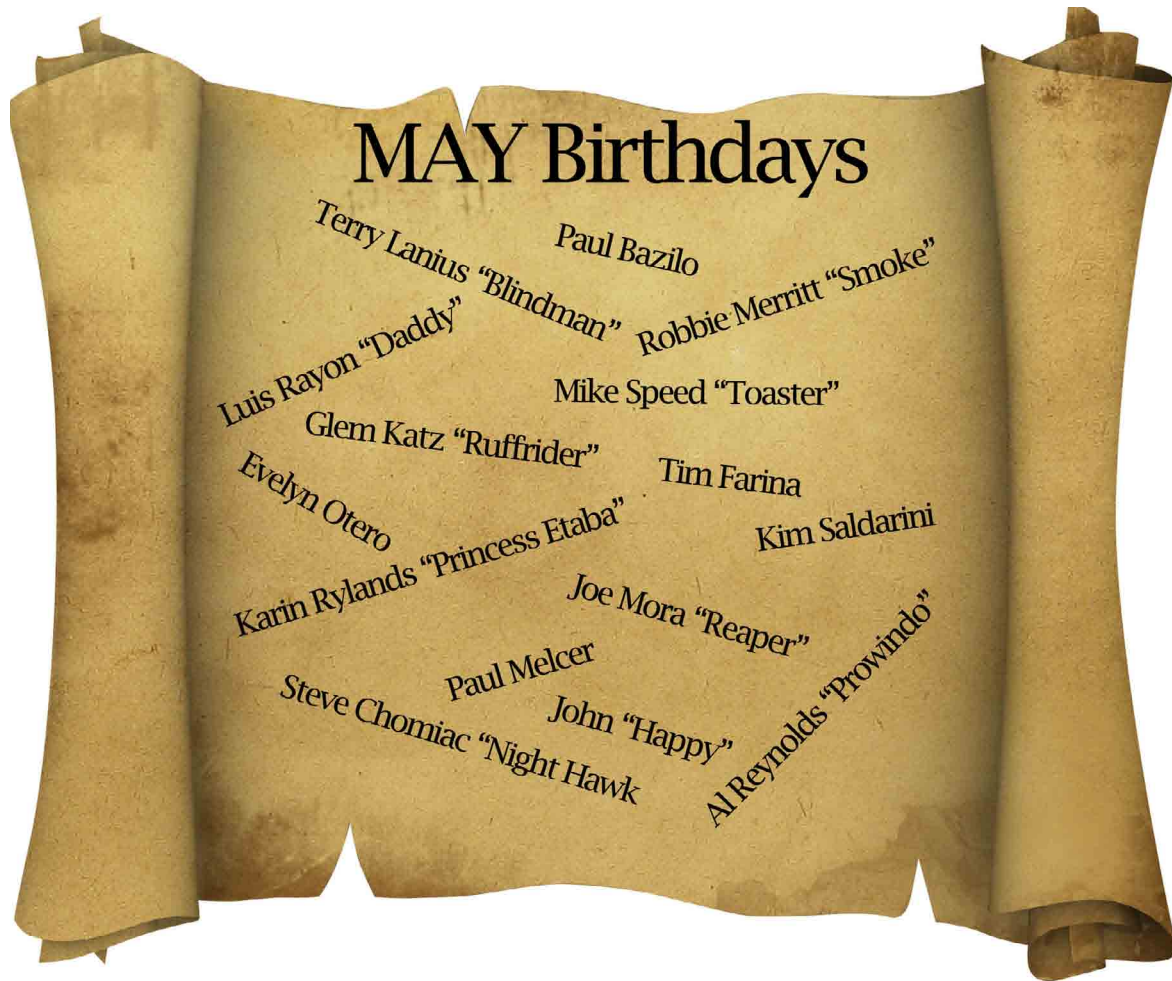 MAY Birthdays
Terry Lanius “Blindman”
Paul Bazilo
Robbie Merritt “Smoke”
Luis Rayon “Daddy”
Mike Speed “Toaster”
Glem Katz “Ruffrider”
Tim Farina
Evelyn Otero
Kim Saldarini
Karin Rylands “Princess Etaba”
Joe Mora “Reaper”
Al Reynolds “Prowindo”
Paul Melcer
Steve Chomiac “Night Hawk
John “Happy”